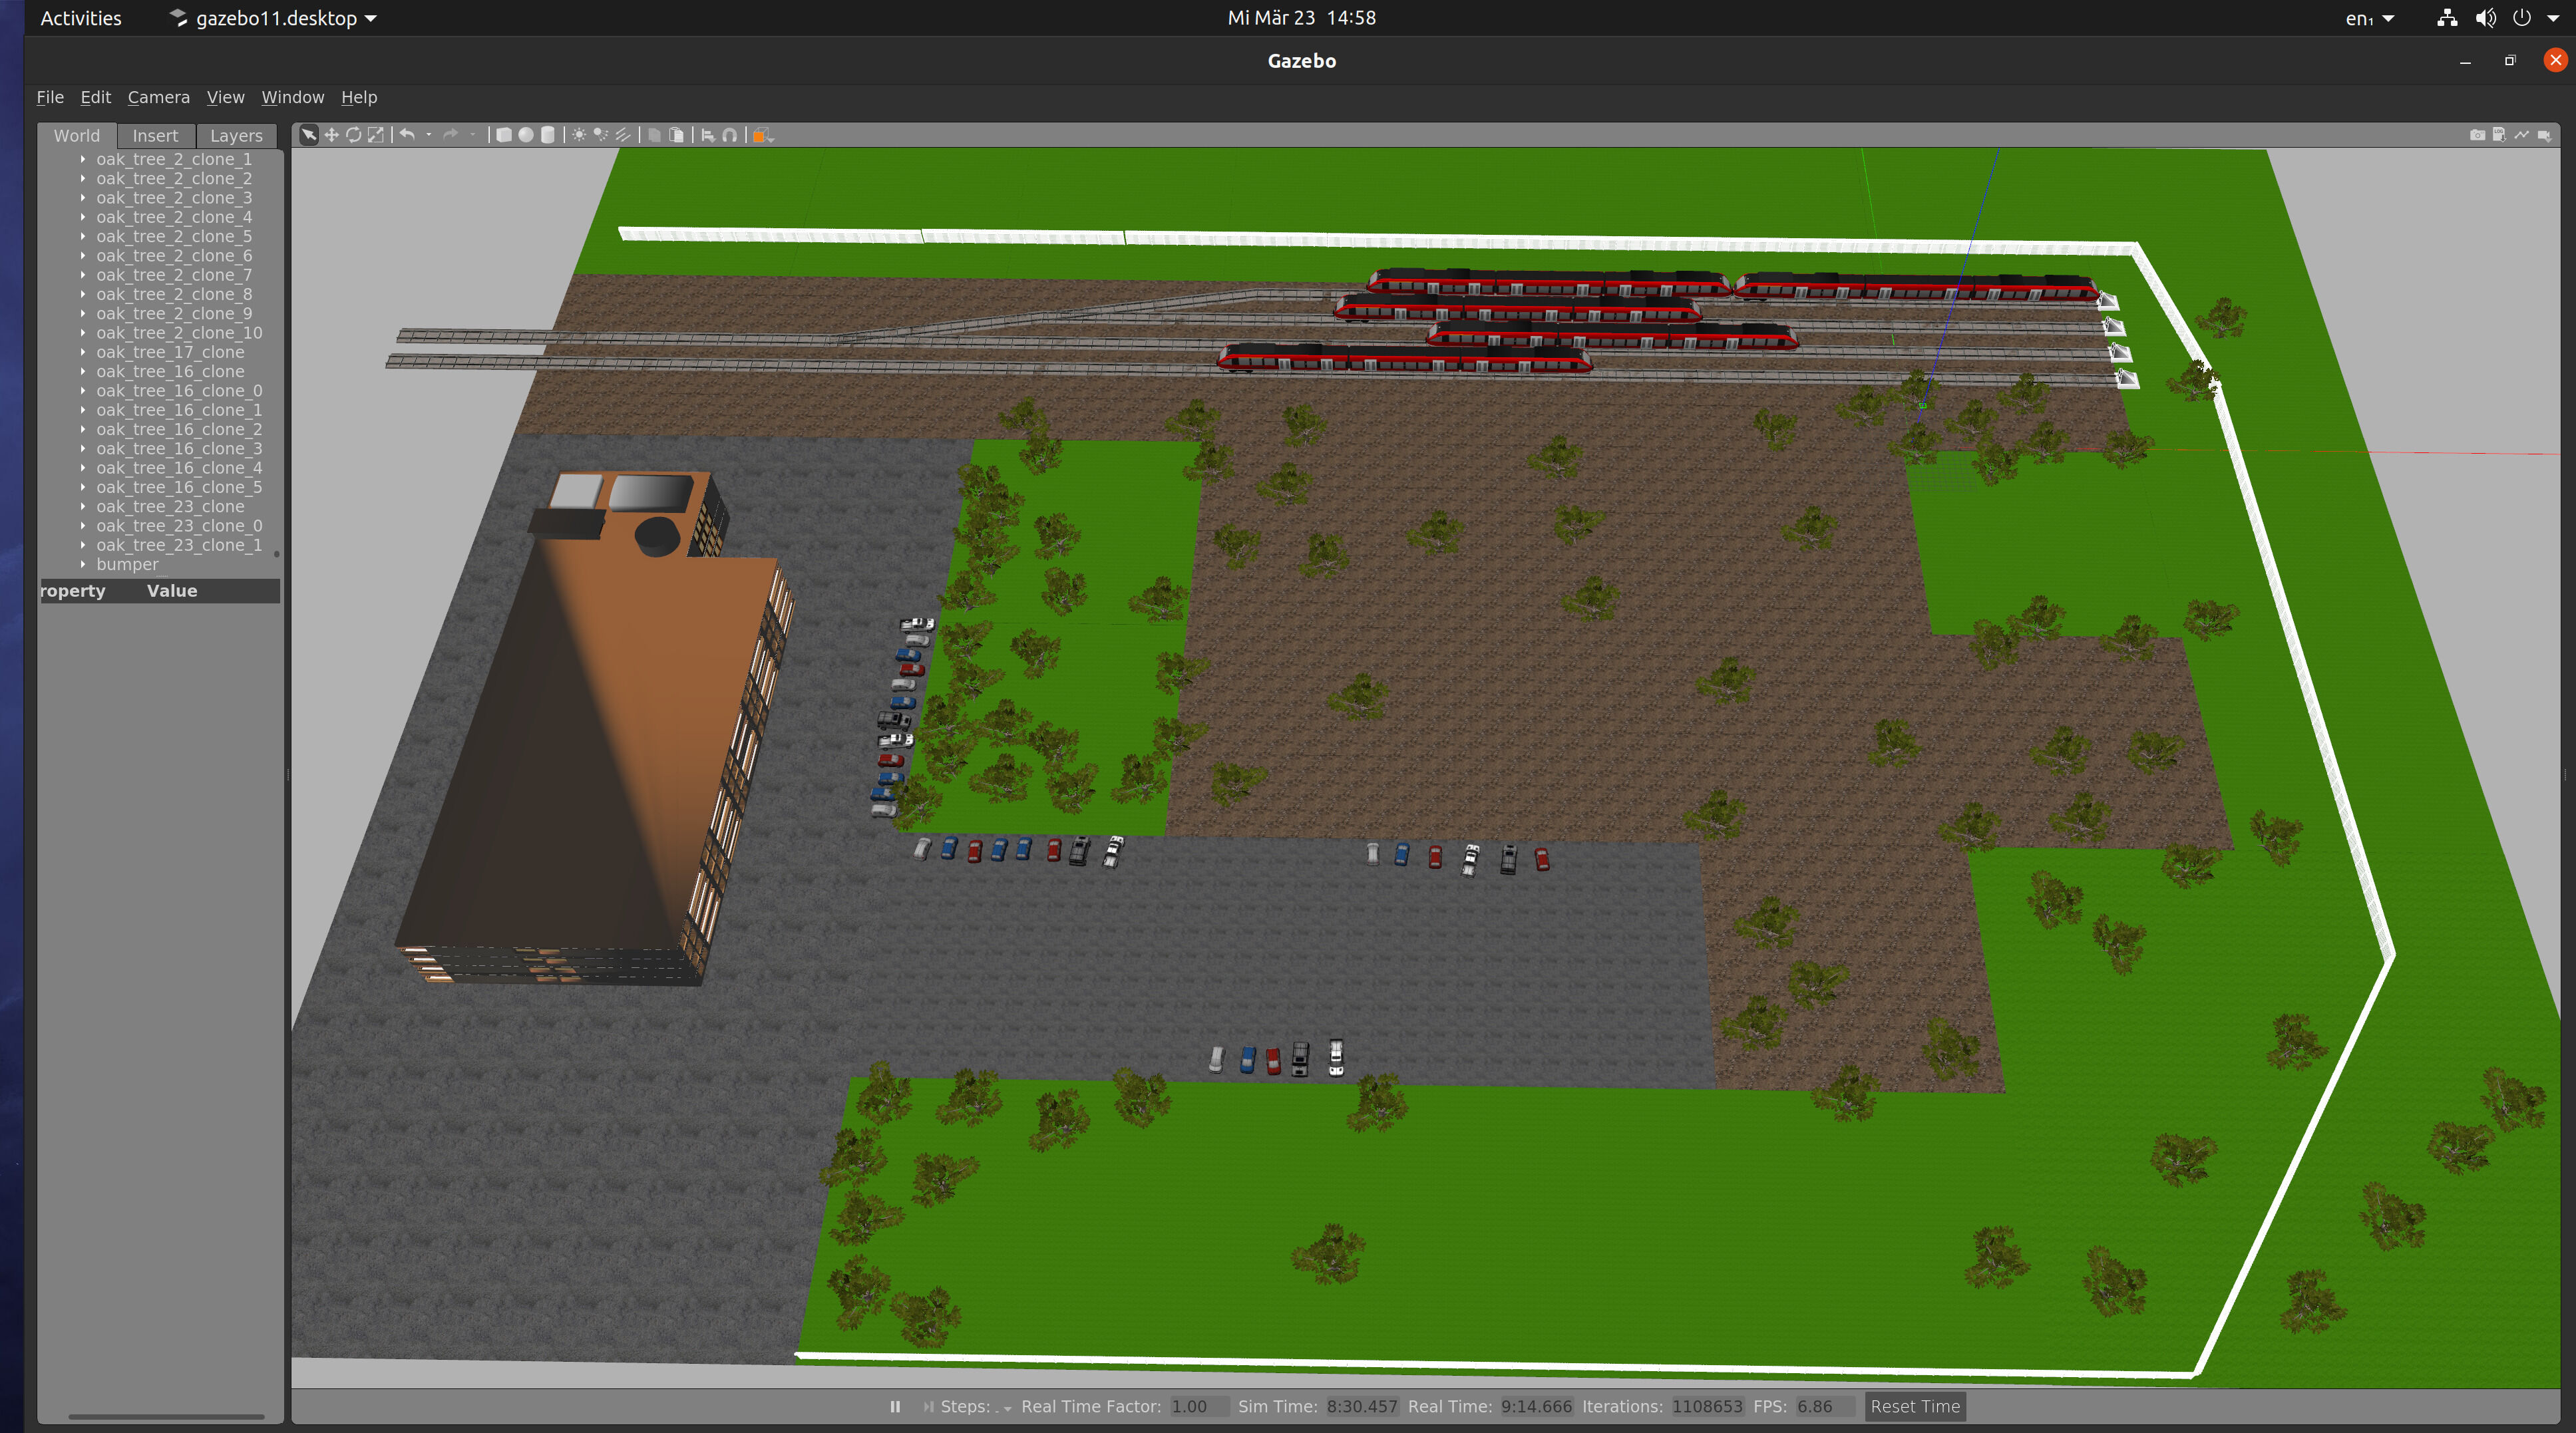 Activities gazebo11.desktop Mi Mär 23 14:58 en₁
Gazebo
File Edit Camera View Window Help
World Insert Layers
oak_tree_2_clone_1
oak_tree_2_clone_2
oak_tree_2_clone_3
oak_tree_2_clone_4
oak_tree_2_clone_5
oak_tree_2_clone_6
oak_tree_2_clone_7
oak_tree_2_clone_8
oak_tree_2_clone_9
oak_tree_2_clone_10
oak_tree_17_clone
oak_tree_16_clone
oak_tree_16_clone_0
oak_tree_16_clone_1
oak_tree_16_clone_2
oak_tree_16_clone_3
oak_tree_16_clone_4
oak_tree_16_clone_5
oak_tree_23_clone
oak_tree_23_clone_0
oak_tree_23_clone_1
bumper
roperty Value
Steps: Real Time Factor: 1.00 Sim Time: 8:30.457 Real Time: 9:14.666 Iterations: 1108653 FPS: 6.86 Reset Time